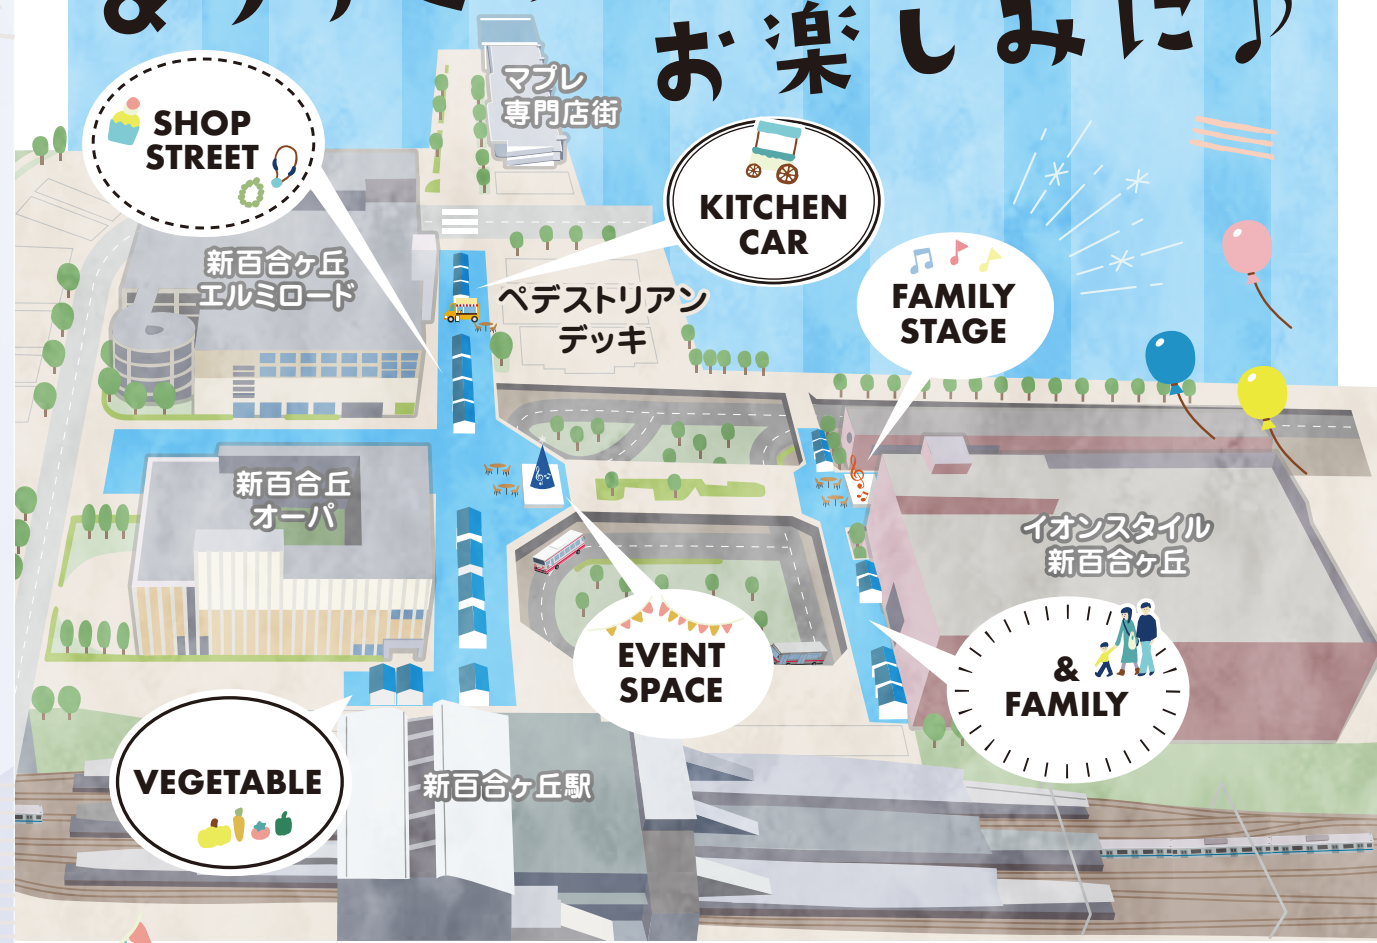 お楽しみに♪
マプレ
専門店街
SHOP
STREET
KITCHEN
CAR
新百合ヶ丘
エルミロード
ペデストリアン
デッキ
FAMILY
STAGE
新百合丘
オーパ
イオンスタイル
新百合ヶ丘
EVENT
SPACE
&
FAMILY
VEGETABLE
新百合ヶ丘駅